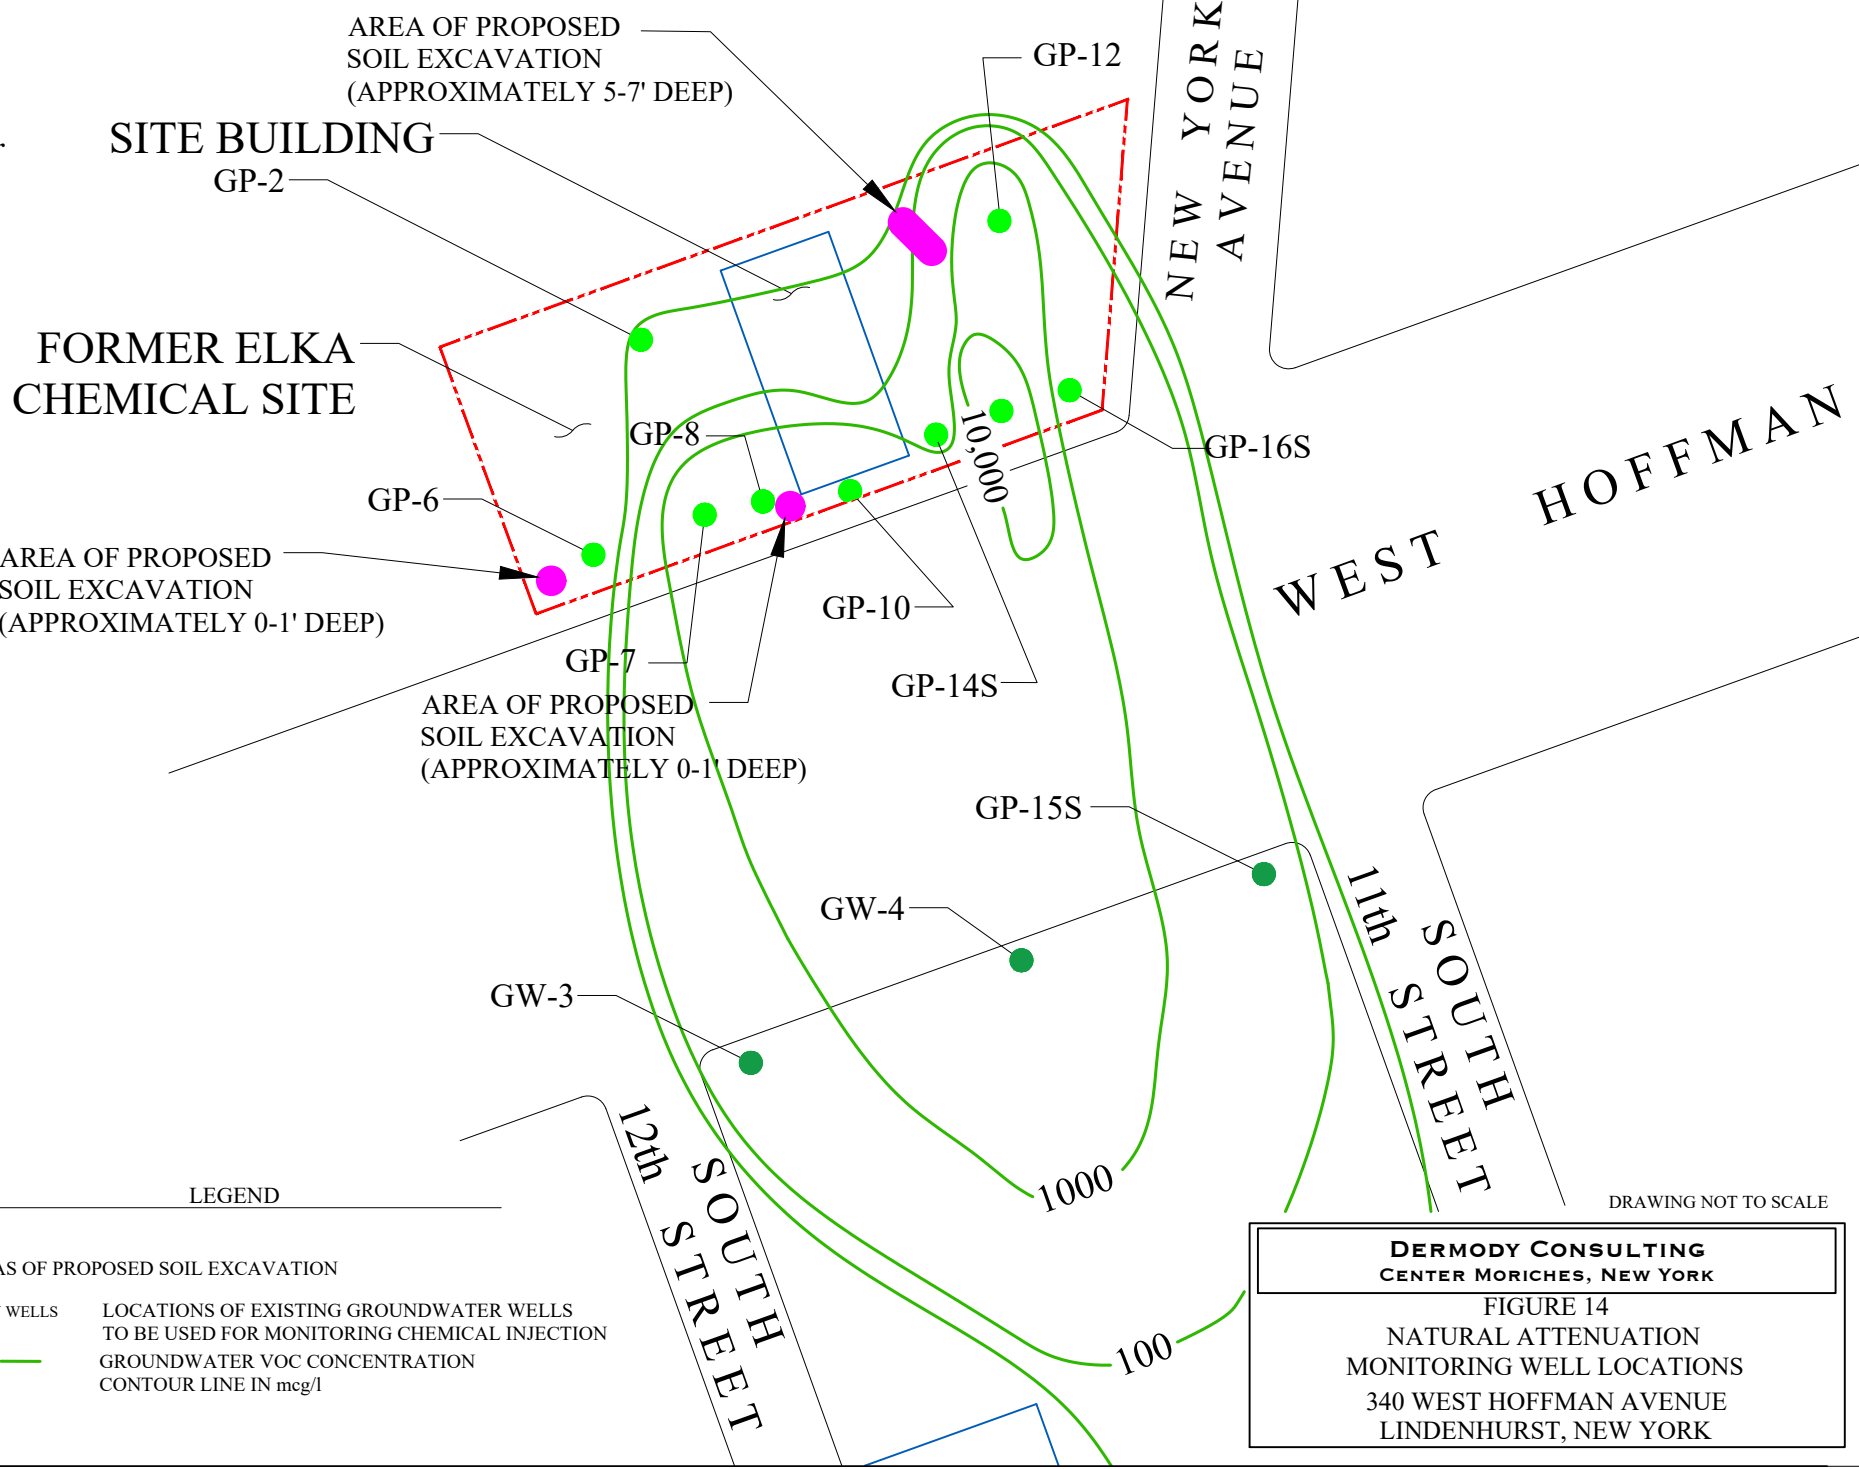 AREA OF PROPOSED
SOIL EXCAVATION
(APPROXIMATELY 5-7' DEEP)
GP-12
NEW YORK
AVENUE
SITE BUILDING
GP-2
FORMER ELKA
CHEMICAL SITE
GP-8
10,000
GP-16S
WEST HOFFMAN
GP-6
AREA OF PROPOSED
SOIL EXCAVATION
(APPROXIMATELY 0-1' DEEP)
GP-10
GP-7
GP-14S
AREA OF PROPOSED
SOIL EXCAVATION
(APPROXIMATELY 0-1' DEEP)
GP-15S
GW-4
GW-3
SOUTH
11th STREET
SOUTH
12th STREET
1000
100
LEGEND
AS OF PROPOSED SOIL EXCAVATION
WELLS LOCATIONS OF EXISTING GROUNDWATER WELLS
TO BE USED FOR MONITORING CHEMICAL INJECTION
GROUNDWATER VOC CONCENTRATION
CONTOUR LINE IN mcg/l
DRAWING NOT TO SCALE
DERMODY CONSULTING
CENTER MORICHES, NEW YORK
FIGURE 14
NATURAL ATTENUATION
MONITORING WELL LOCATIONS
340 WEST HOFFMAN AVENUE
LINDENHURST, NEW YORK